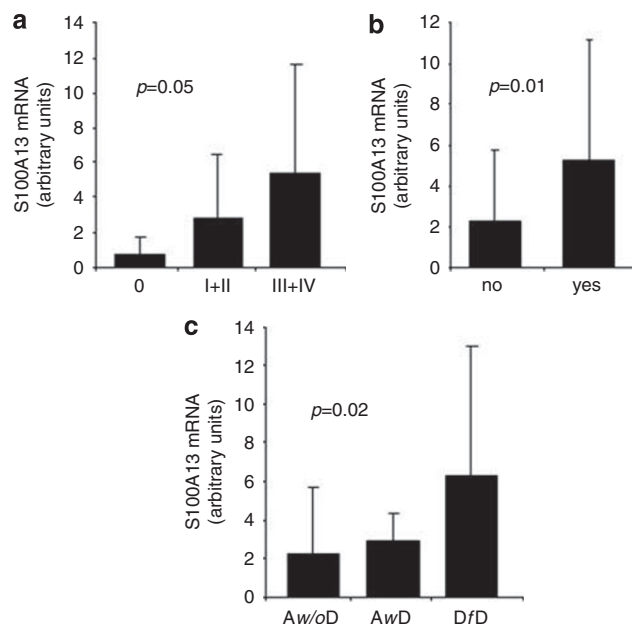 a
S100A13 mRNA
(arbitrary units)
14
12
10
8
6
4
2
0
p=0.05
0 I+II III+IV
b
S100A13 mRNA
(arbitrary units)
12
10
8
6
4
2
0
p=0.01
no yes
c
S100A13 mRNA
(arbitrary units)
14
12
10
8
6
4
2
0
p=0.02
Aw/oD AwD DfD